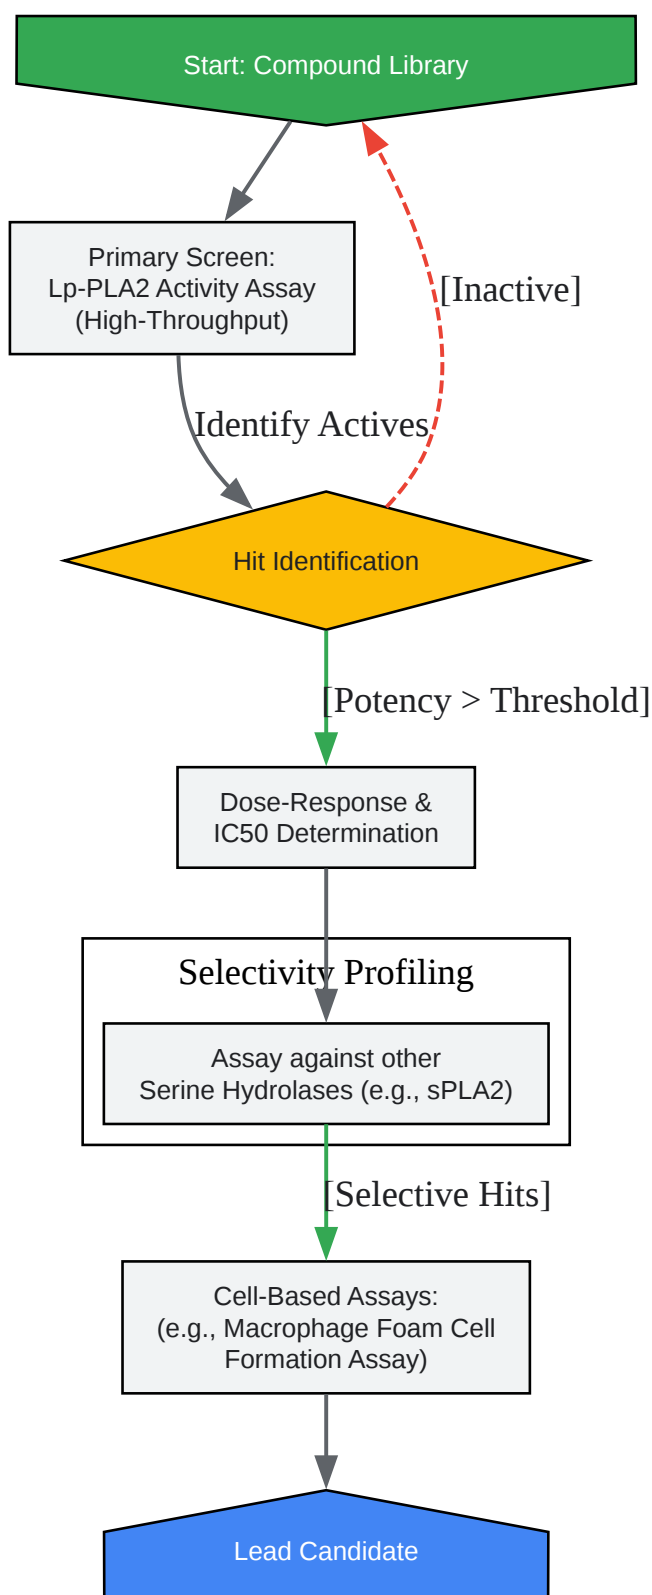 Start: Compound Library
Primary Screen:
Lp-PLA2 Activity Assay
(High-Throughput)
[Inactive]
Identify Actives
Hit Identification
[Potency > Threshold]
Dose-Response &
IC50 Determination
Selectivity Profiling
Assay against other
Serine Hydrolases (e.g., sPLA2)
[Selective Hits]
Cell-Based Assays:
(e.g., Macrophage Foam Cell
Formation Assay)
Lead Candidate